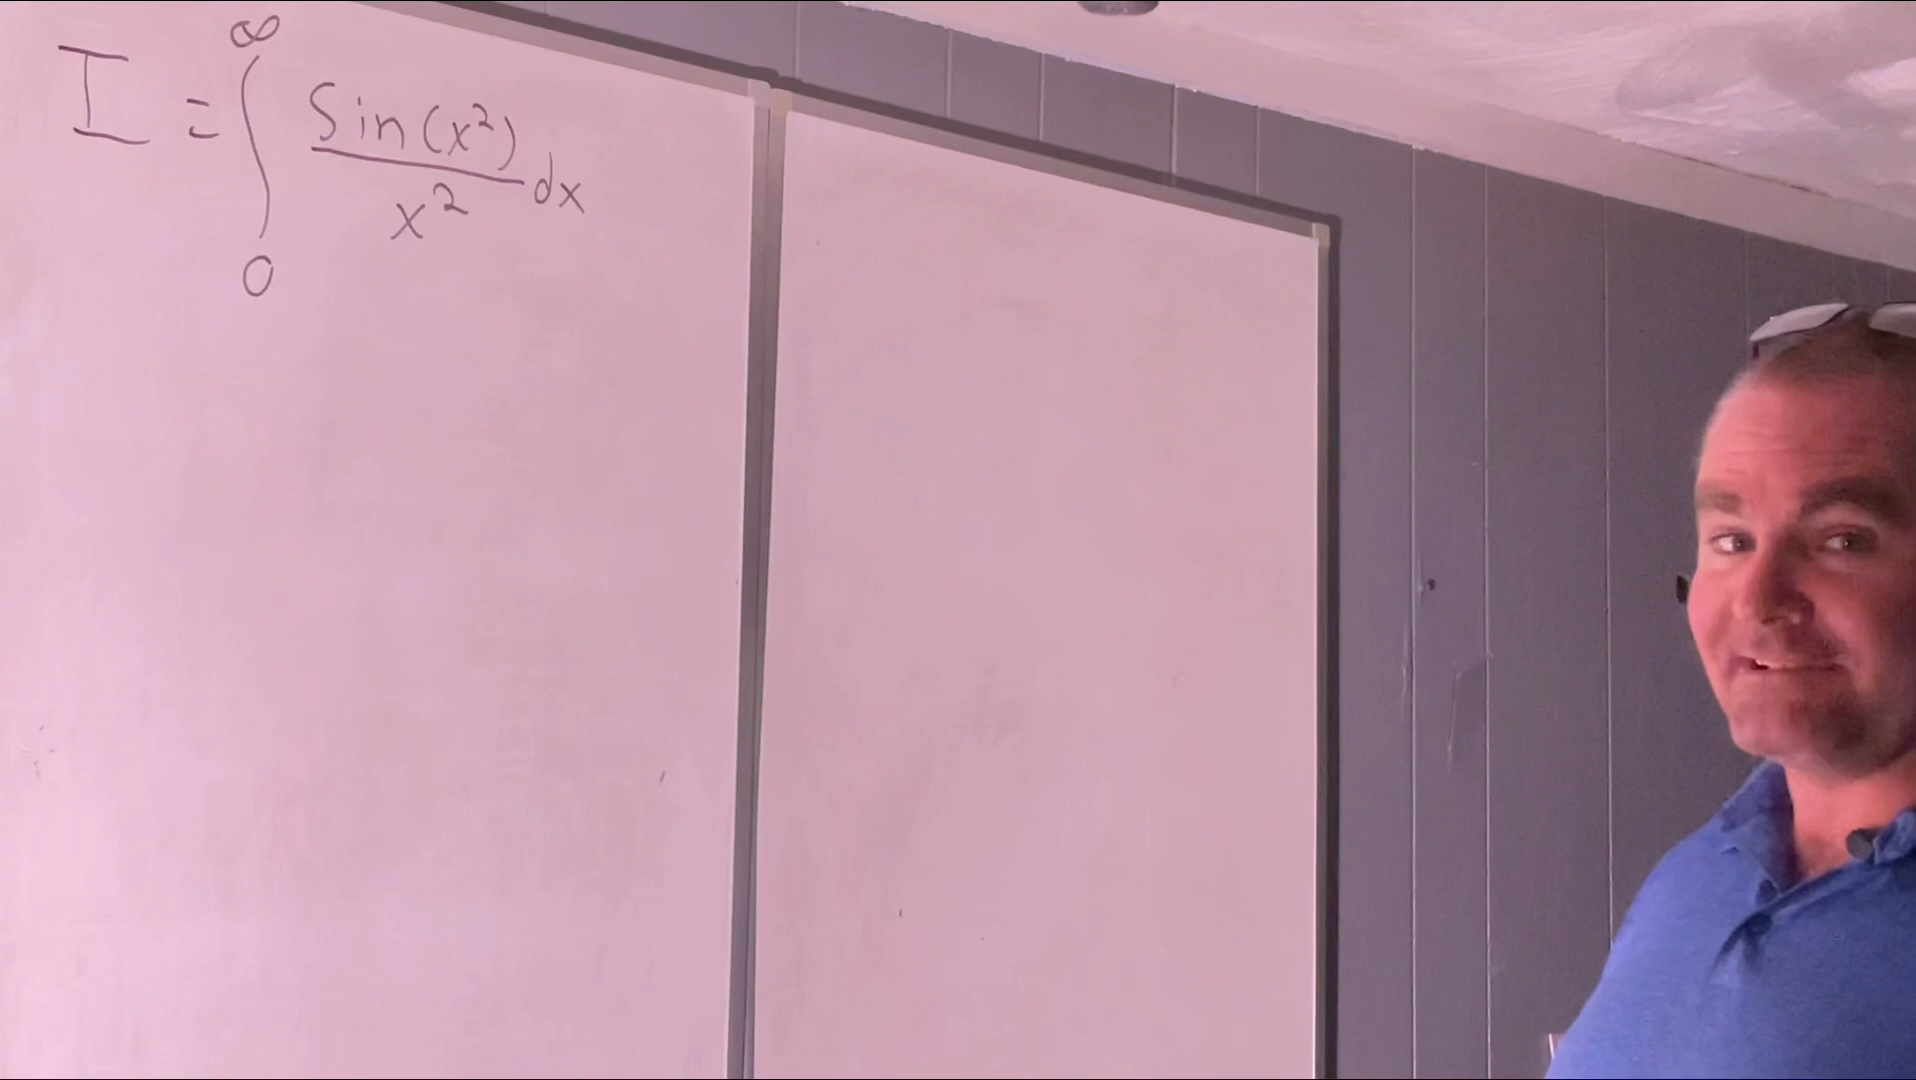 I = ∫₀^∞ Sin(x²)/x² dx